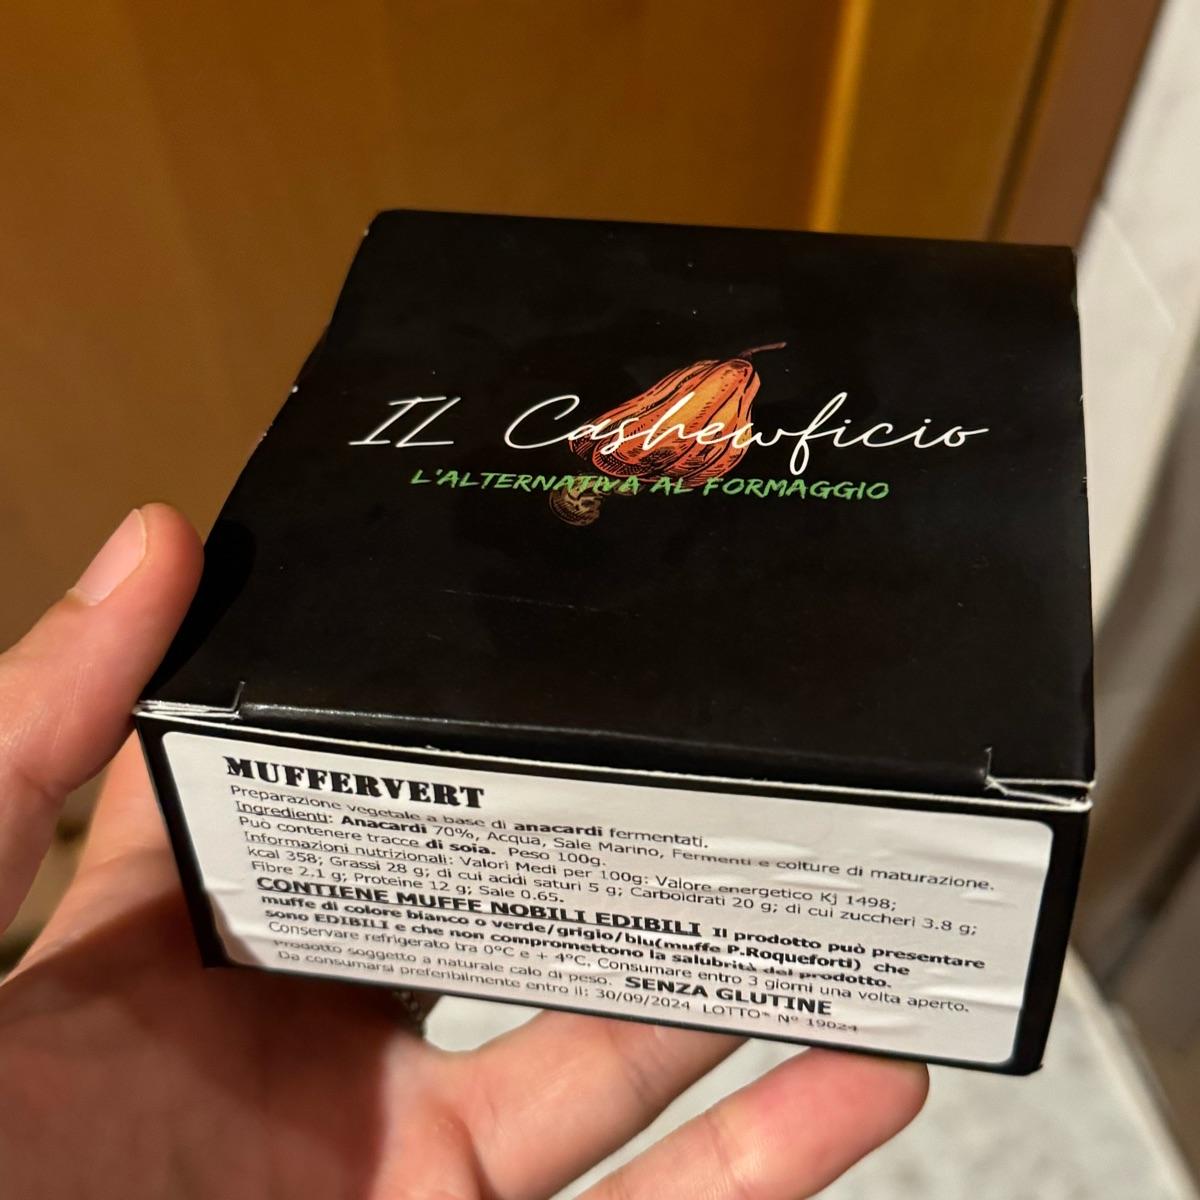 IL Cashewficio
L'ALTERNATIVA AL FORMAGGIO
MUFFERVERT
Preparazione vegetale a base di anacardi fermentati.
Ingredienti: Anacardi 70%, Acqua, Sale Marino, Fermenti e colture di maturazione.
Può contenere tracce di soia. Peso 100g.
Informazioni nutrizionali: Valori Medi per 100g: Valore energetico Kj 1498;
kcal 358; Grassi 28 g; di cui acidi saturi 5 g; Carboidrati 20 g; di cui zuccheri 3.8 g;
Fibre 2.1 g; Proteine 12 g; Sale 0.65.
CONTIENE MUFFE NOBILI EDIBILI Il prodotto può presentare
muffe di colore bianco o verde/grigio/blu(muffe P.Roqueforti) che
sono EDIBILI e che non compromettono la salubrità del prodotto.
Conservare refrigerato tra 0°C e + 4°C, Consumare entro 3 giorni una volta aperto.
Prodotto soggetto a naturale calo di peso. SENZA GLUTINE
Da consumarsi preferibilmente entro il: 30/09/2024 LOTTO* N° 19024